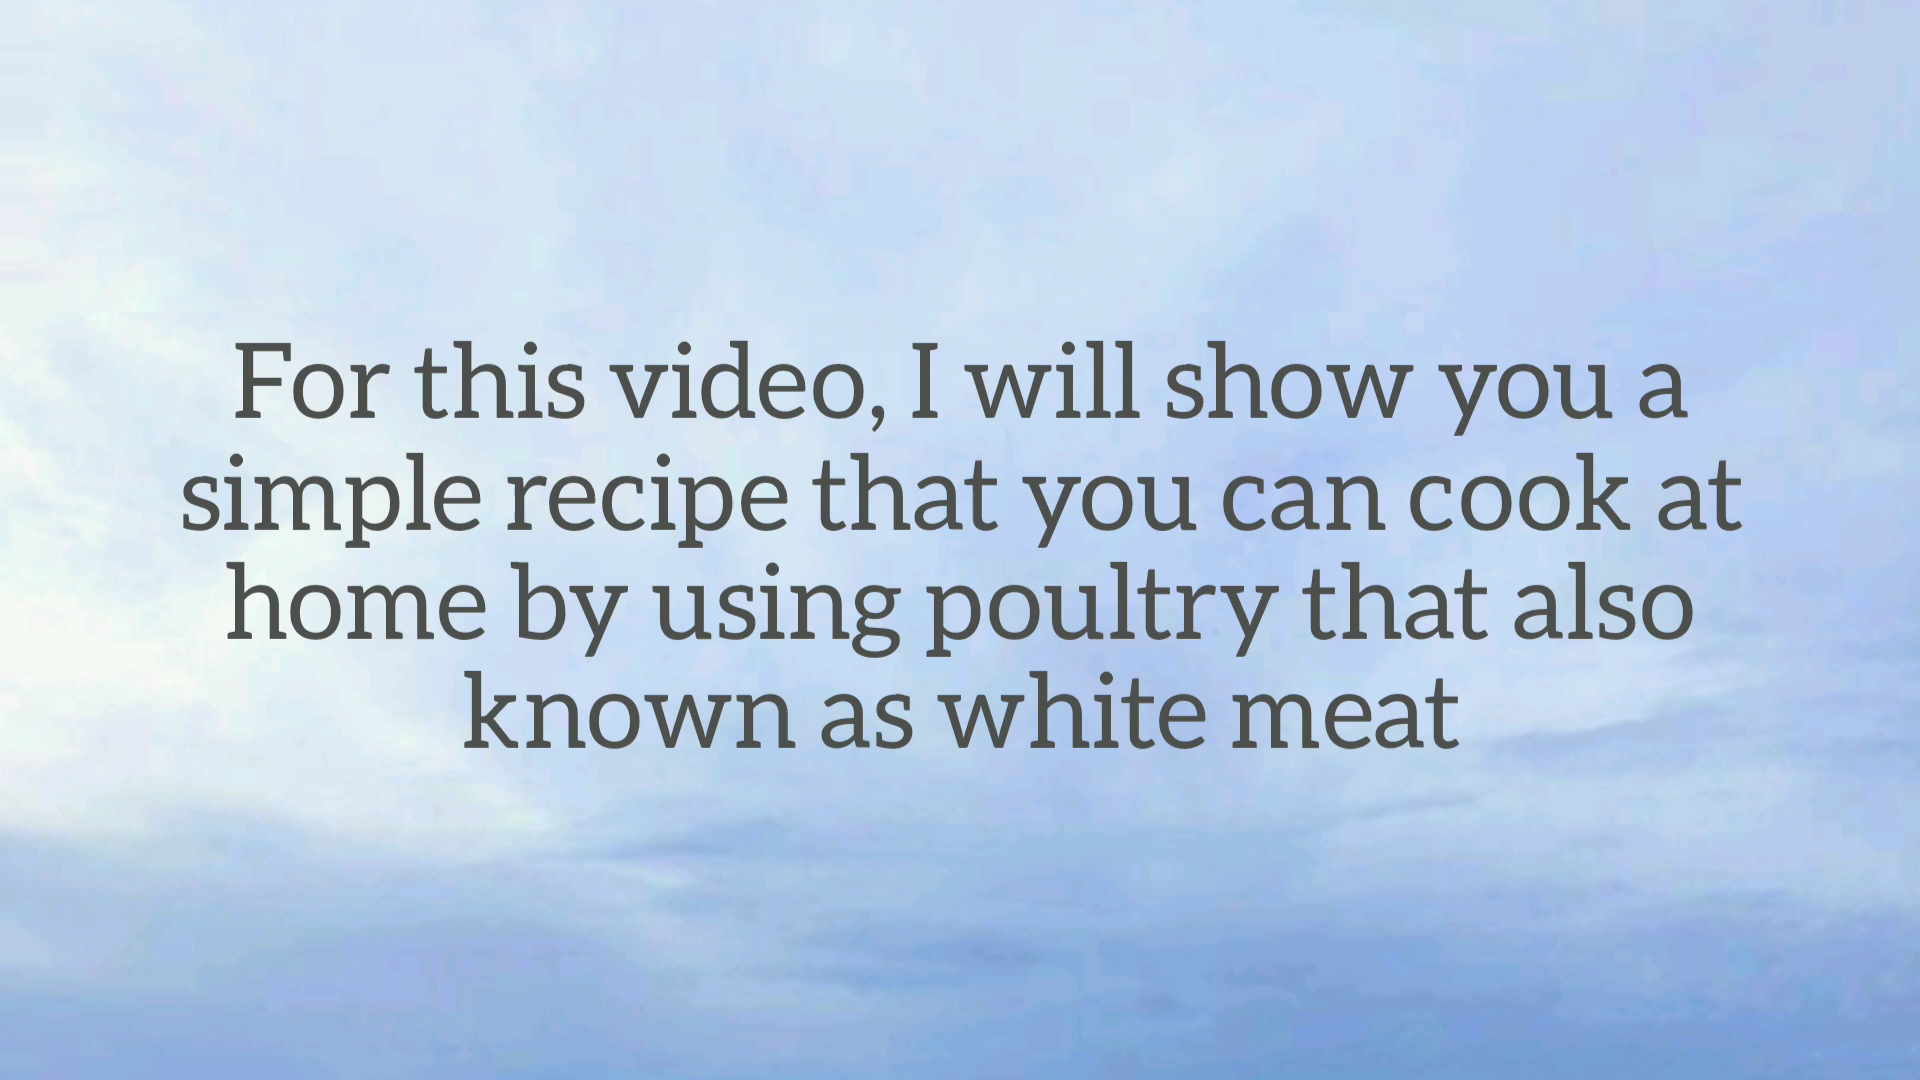 For this video, I will show you a
simple recipe that you can cook at
home by using poultry that also
known as white meat